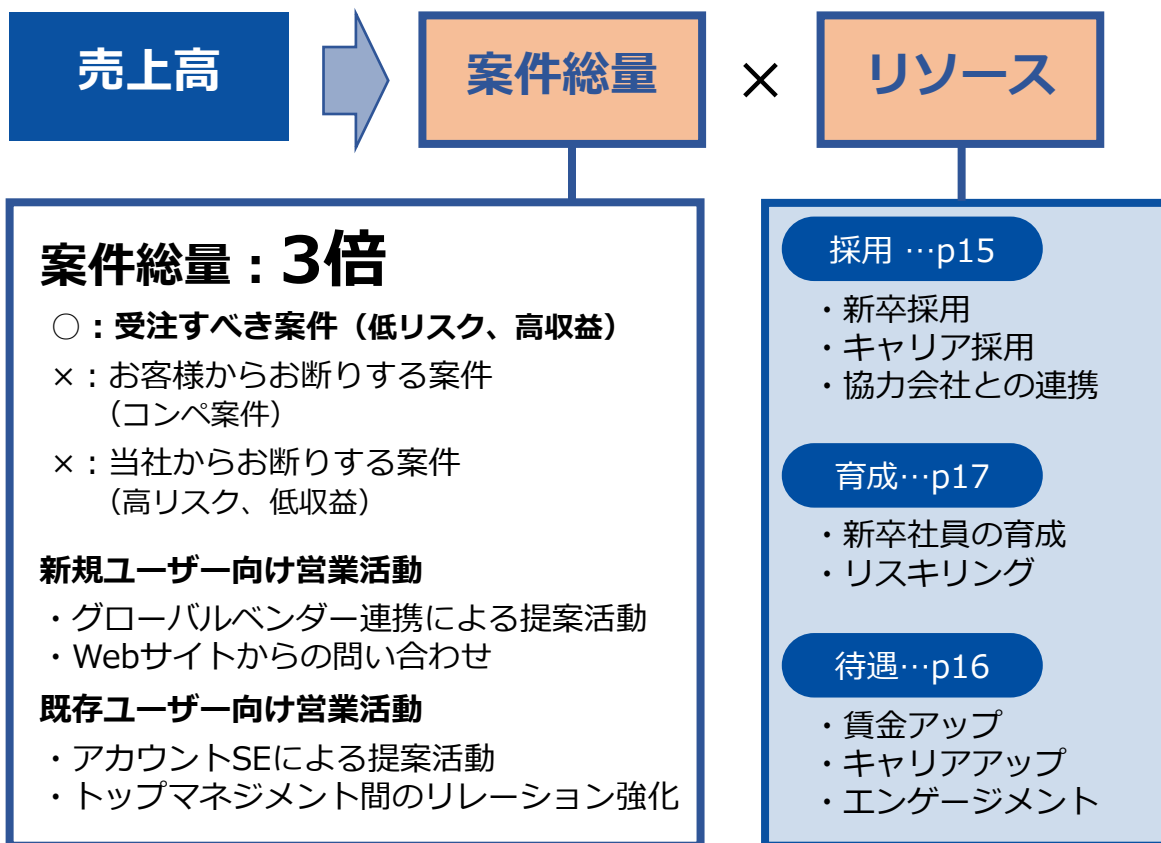 売上高
案件総量
×
リソース
案件総量：3倍
○：受注すべき案件（低リスク、高収益）
×：お客様からお断りする案件
（コンペ案件）
×：当社からお断りする案件
（高リスク、低収益）
新規ユーザー向け営業活動
・グローバルベンダー連携による提案活動
・Webサイトからの問い合わせ
既存ユーザー向け営業活動
・アカウントSEによる提案活動
・トップマネジメント間のリレーション強化
採用 …p15
・新卒採用
・キャリア採用
・協力会社との連携
育成…p17
・新卒社員の育成
・リスキリング
待遇…p16
・賃金アップ
・キャリアアップ
・エンゲージメント